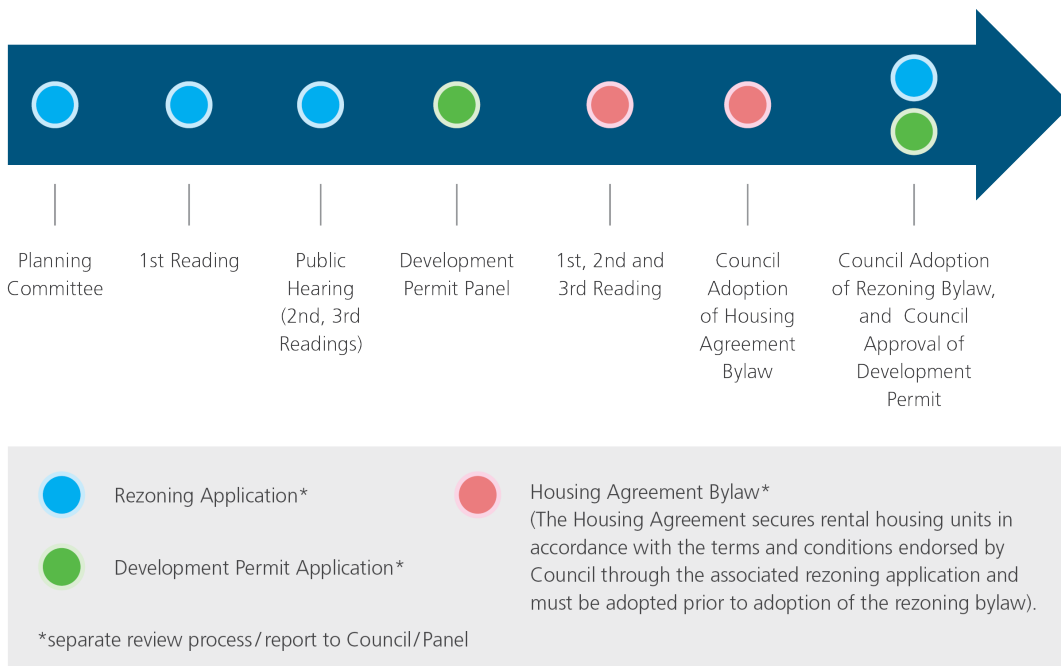 Planning
Committee
1st Reading
Public
Hearing
(2nd, 3rd
Readings)
Development
Permit Panel
1st, 2nd and
3rd Reading
Council
Adoption
of Housing
Agreement
Bylaw
Council Adoption
of Rezoning Bylaw,
and Council
Approval of
Development
Permit
Rezoning Application*
Development Permit Application*
Housing Agreement Bylaw*
(The Housing Agreement secures rental housing units in
accordance with the terms and conditions endorsed by
Council through the associated rezoning application and
must be adopted prior to adoption of the rezoning bylaw).
*separate review process/report to Council/Panel